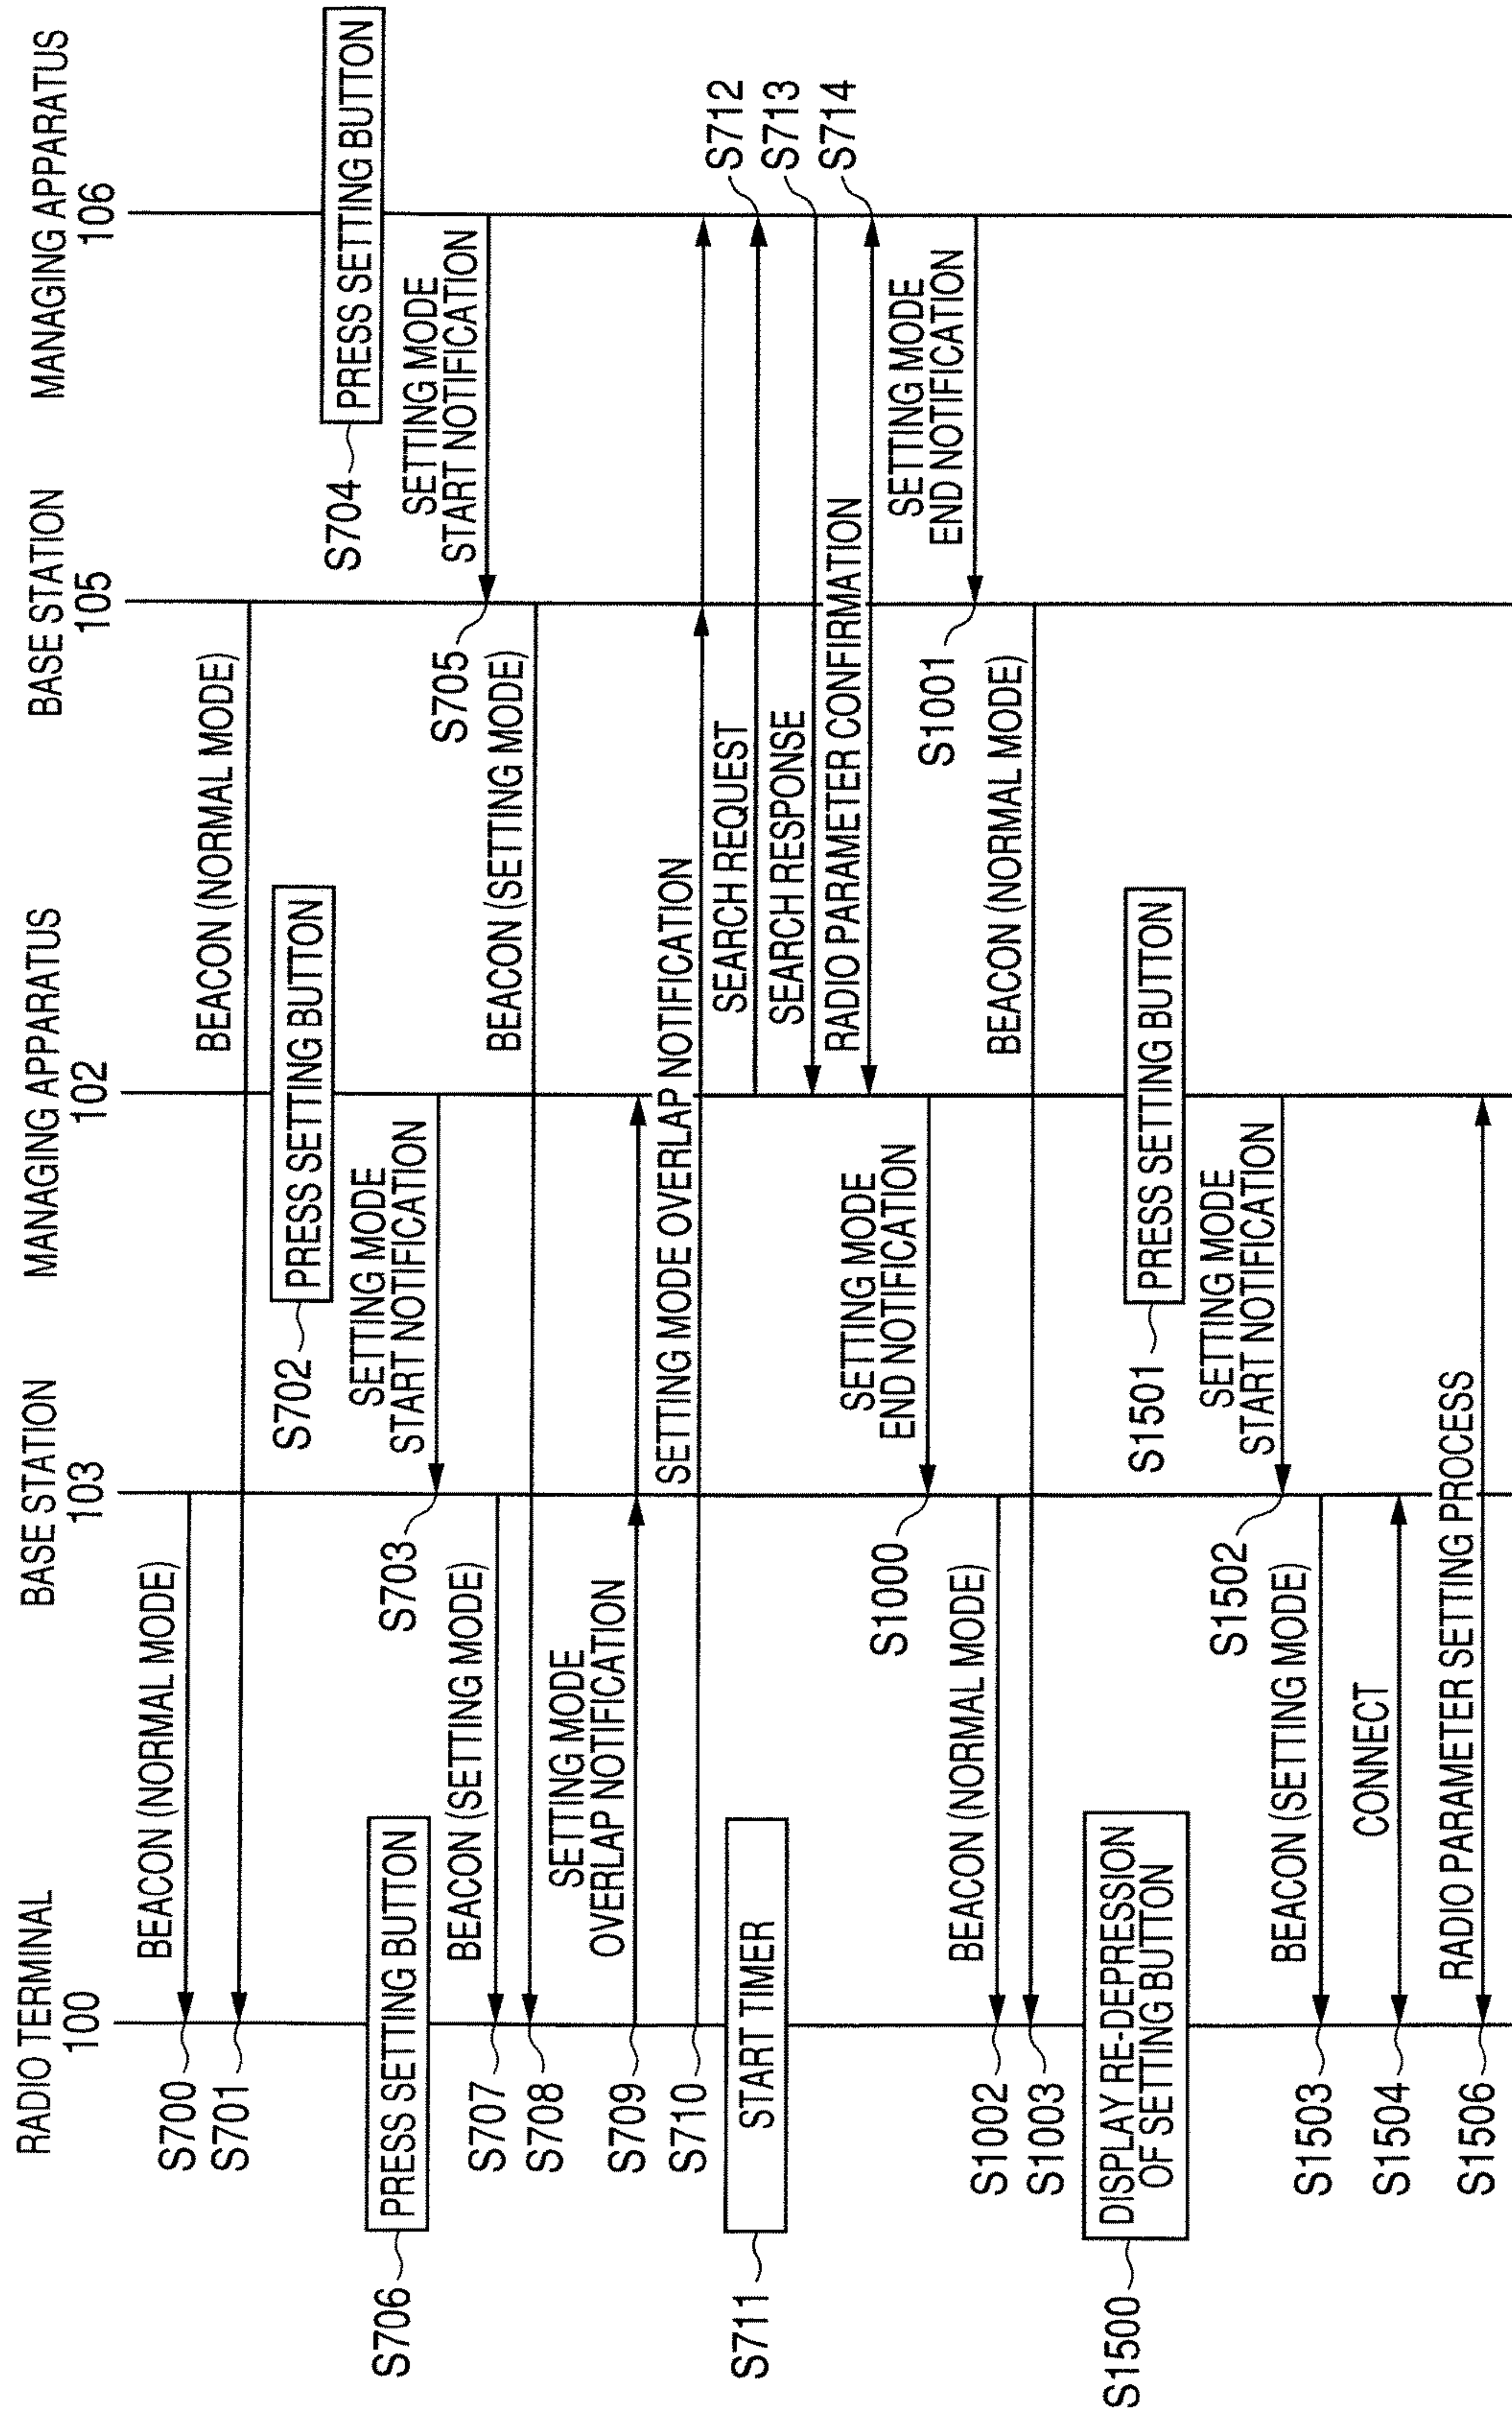 RADIO TERMINAL
100
BASE STATION
103
MANAGING APPARATUS
102
BASE STATION
105
MANAGING APPARATUS
106
S700
BEACON (NORMAL MODE)
S701
BEACON (NORMAL MODE)
S702
PRESS SETTING BUTTON
S704
PRESS SETTING BUTTON
S706
PRESS SETTING BUTTON
S703
SETTING MODE
START NOTIFICATION
S705
SETTING MODE
START NOTIFICATION
S707
BEACON (SETTING MODE)
S708
BEACON (SETTING MODE)
S709
SETTING MODE
OVERLAP NOTIFICATION
S710
SETTING MODE OVERLAP NOTIFICATION
S711
START TIMER
SEARCH REQUEST
S712
SEARCH RESPONSE
S713
RADIO PARAMETER CONFIRMATION
S714
S1000
SETTING MODE
END NOTIFICATION
S1001
SETTING MODE
END NOTIFICATION
S1002
BEACON (NORMAL MODE)
S1003
BEACON (NORMAL MODE)
S1500
DISPLAY RE-DEPRESSION
OF SETTING BUTTON
S1501
PRESS SETTING BUTTON
S1502
SETTING MODE
START NOTIFICATION
S1503
BEACON (SETTING MODE)
S1504
CONNECT
S1506
RADIO PARAMETER SETTING PROCESS